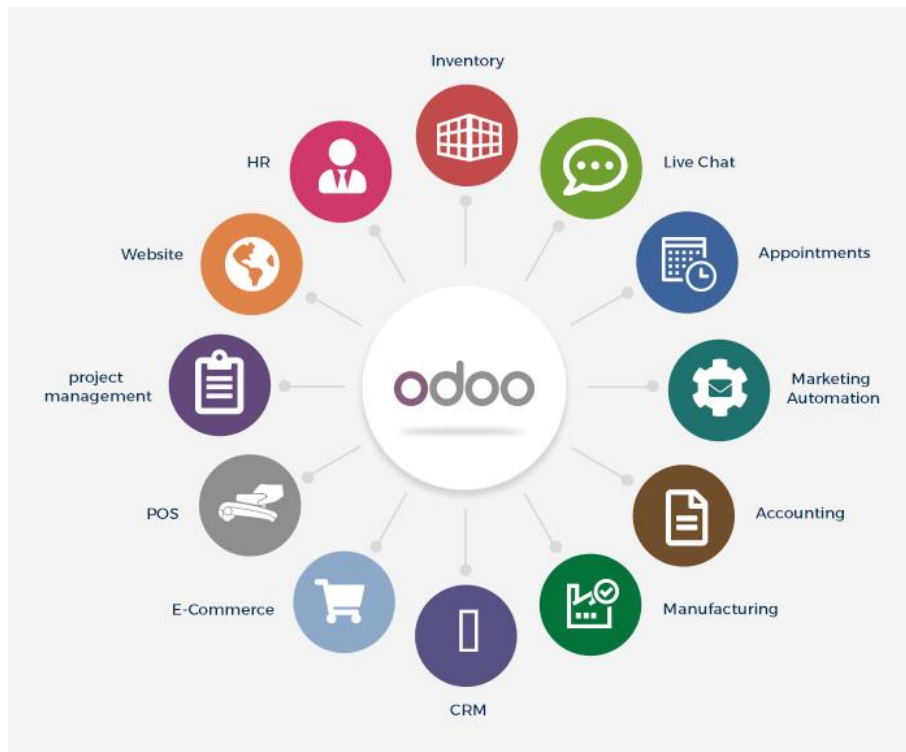 Inventory
HR
Live Chat
Website
Appointments
odoo
project
management
Marketing
Automation
POS
Accounting
E-Commerce
Manufacturing
CRM